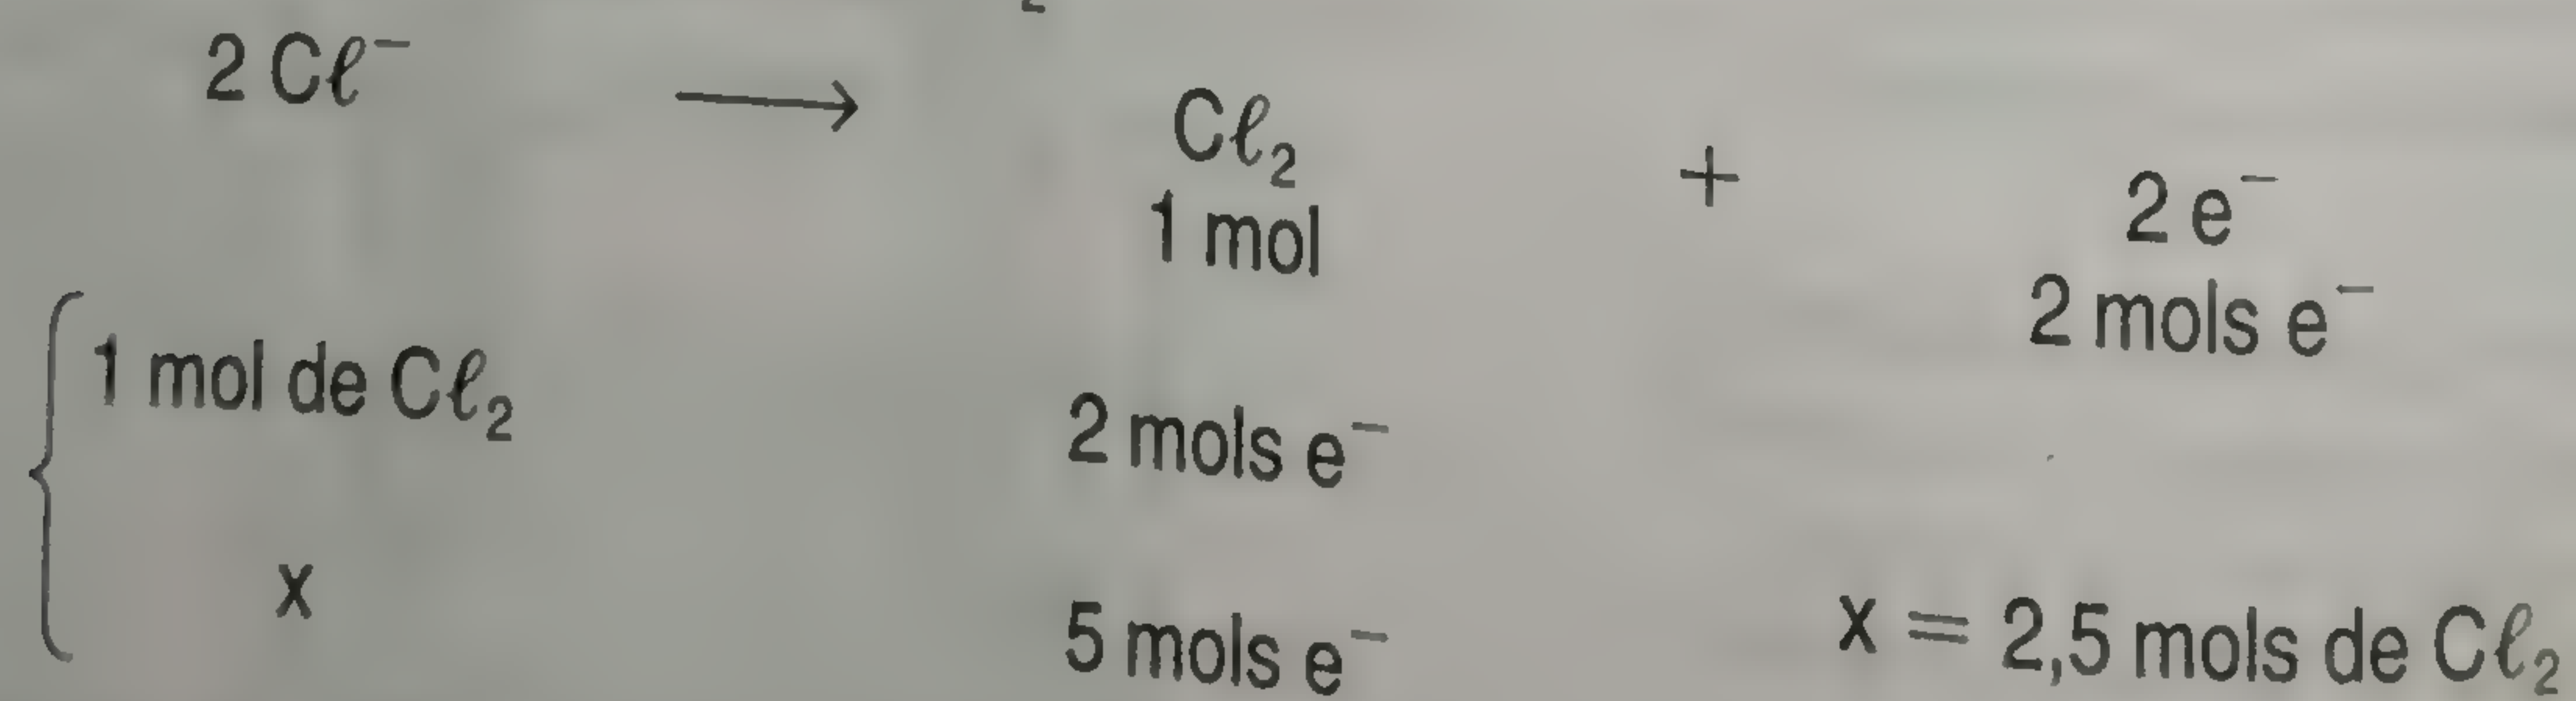 2 Cℓ⁻ → Cℓ₂ + 2 e⁻
1 mol 2 mols e⁻
1 mol de Cℓ₂ 2 mols e⁻
x 5 mols e⁻ x = 2,5 mols de Cℓ₂